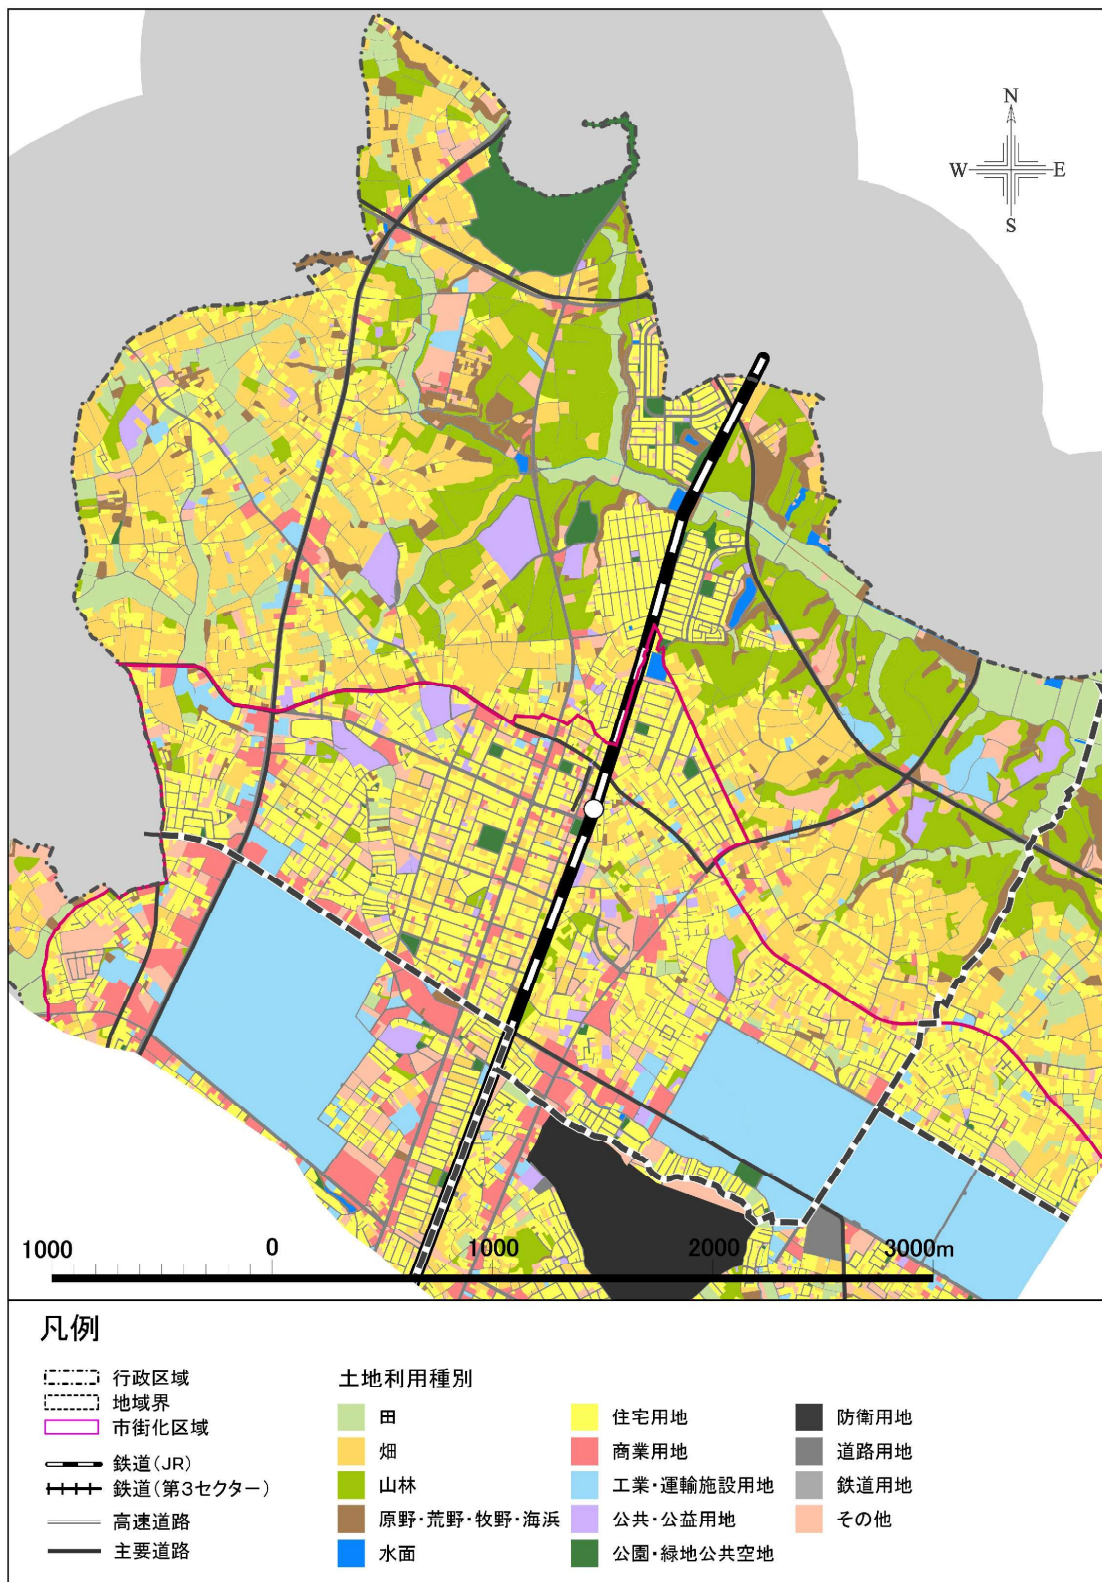 N
W E
S
1000 0 1000 2000 3000m
凡例
行政区域
地域界
市街化区域
鉄道(JR)
鉄道(第3セクター)
高速道路
主要道路
土地利用種別
田
畑
山林
原野・荒野・牧野・海浜
水面
住宅用地
商業用地
工業・運輸施設用地
公共・公益用地
公園・緑地公共空地
防衛用地
道路用地
鉄道用地
その他